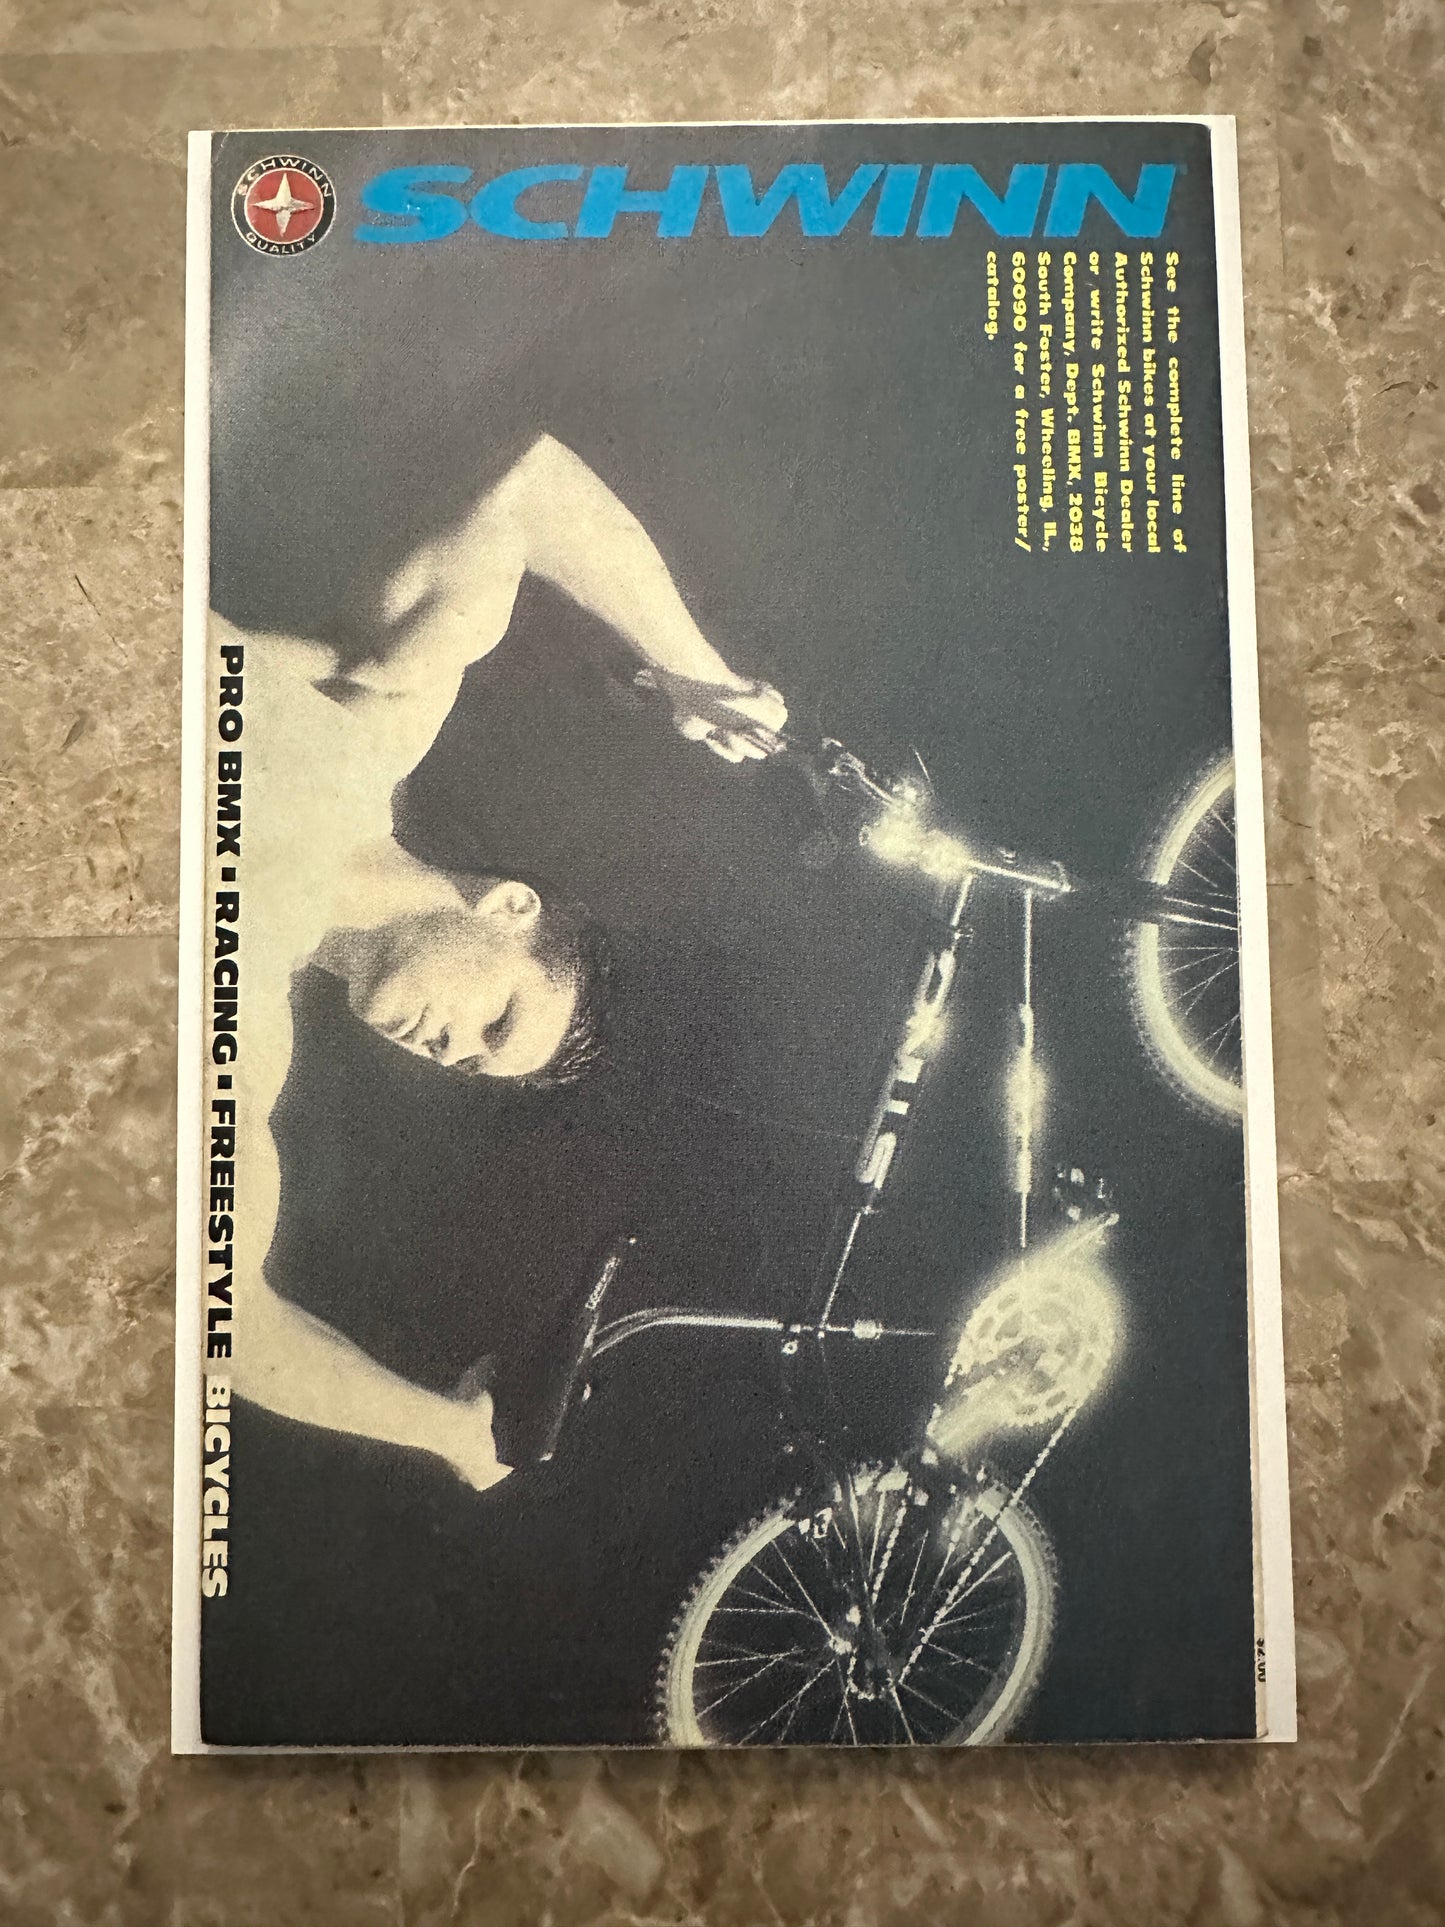 SCHWINN
QUALITY
SCHWINN
See the complete line of
Schwinn bikes at your local
Authorized Schwinn Dealer
or write Schwinn Bicycle
Company, Dept. BMX, 2038
South Foster, Wheeling, IL.,
60090 for a free poster/
catalog.
STING
PRO BMX · RACING · FREESTYLE BICYCLES